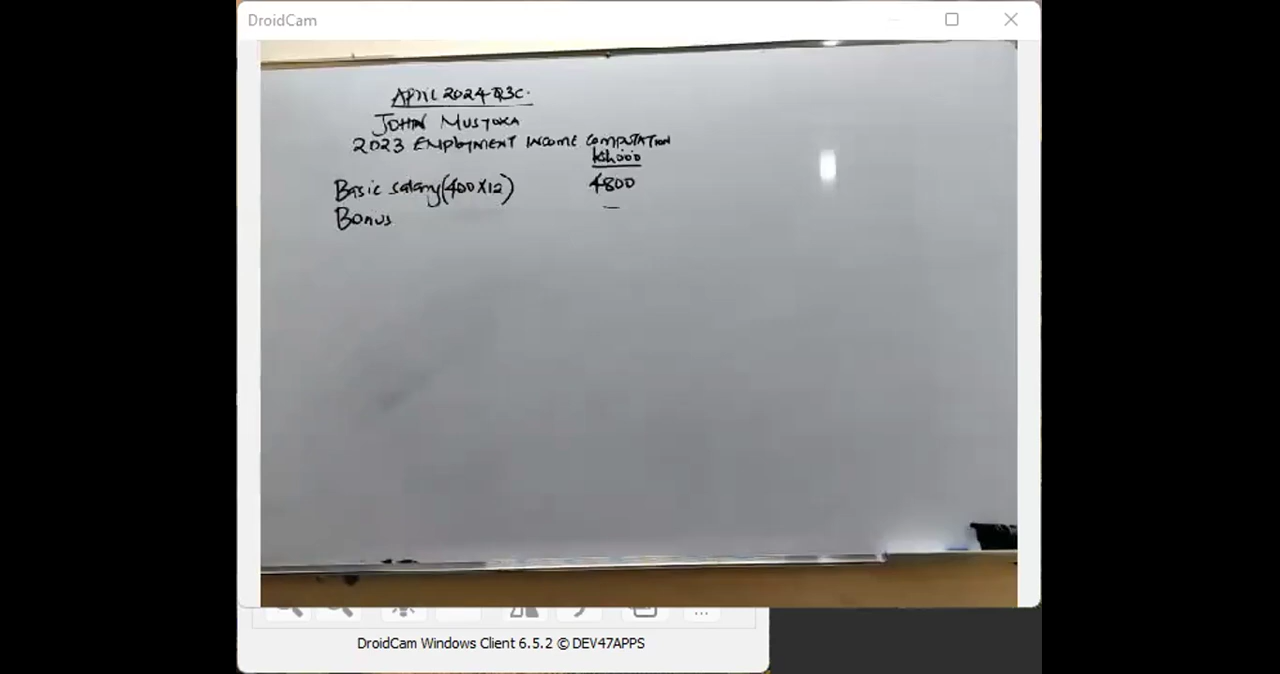 DroidCam
APRIL 2024 Q3C.
JOHN MUSYOKA
2023 EMPLOYMENT INCOME COMPUTATION
Sh.000
Basic salary (400X12) 4800
Bonus —
DroidCam Windows Client 6.5.2 © DEV47APPS